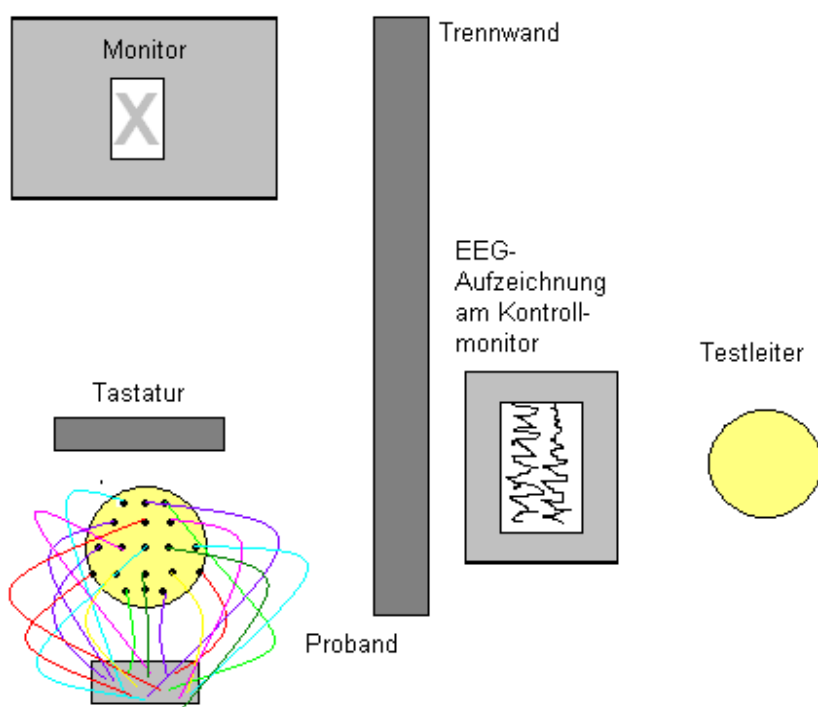 Monitor
X
Trennwand
EEG-
Aufzeichnung
am Kontroll-
monitor
Testleiter
Tastatur
Proband